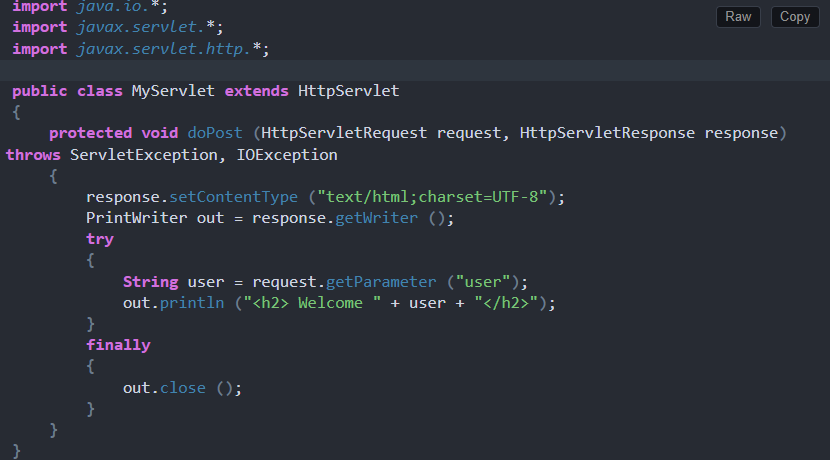 import java.io.*;
Raw Copy
import javax.servlet.*;
import javax.servlet.http.*;
public class MyServlet extends HttpServlet
{
    protected void doPost (HttpServletRequest request, HttpServletResponse response)
throws ServletException, IOException
    {
        response.setContentType ("text/html;charset=UTF-8");
        PrintWriter out = response.getWriter ();
        try
        {
            String user = request.getParameter ("user");
            out.println ("<h2> Welcome " + user + "</h2>");
        }
        finally
        {
            out.close ();
        }
    }
}